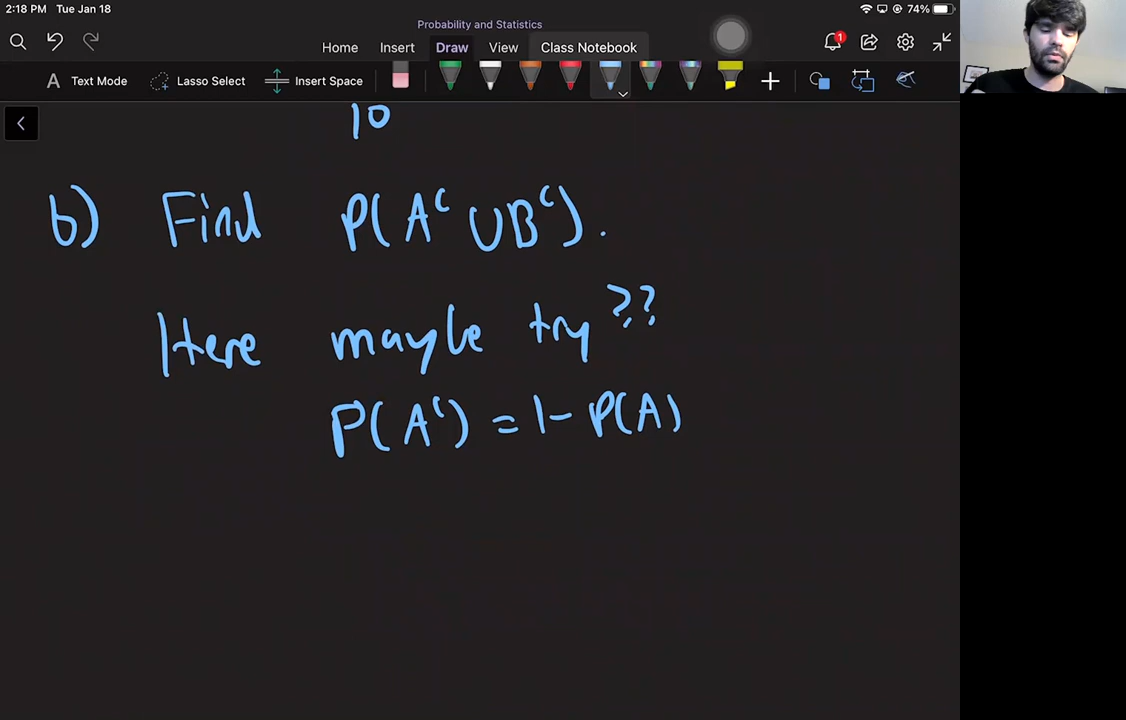 2:18 PM Tue Jan 18
74%
Probability and Statistics
Home Insert Draw View Class Notebook
1
A Text Mode Lasso Select Insert Space
10
b) Find P(Aᶜ ∪ Bᶜ).
Here maybe try ??
P(Aᶜ) = 1 - P(A)